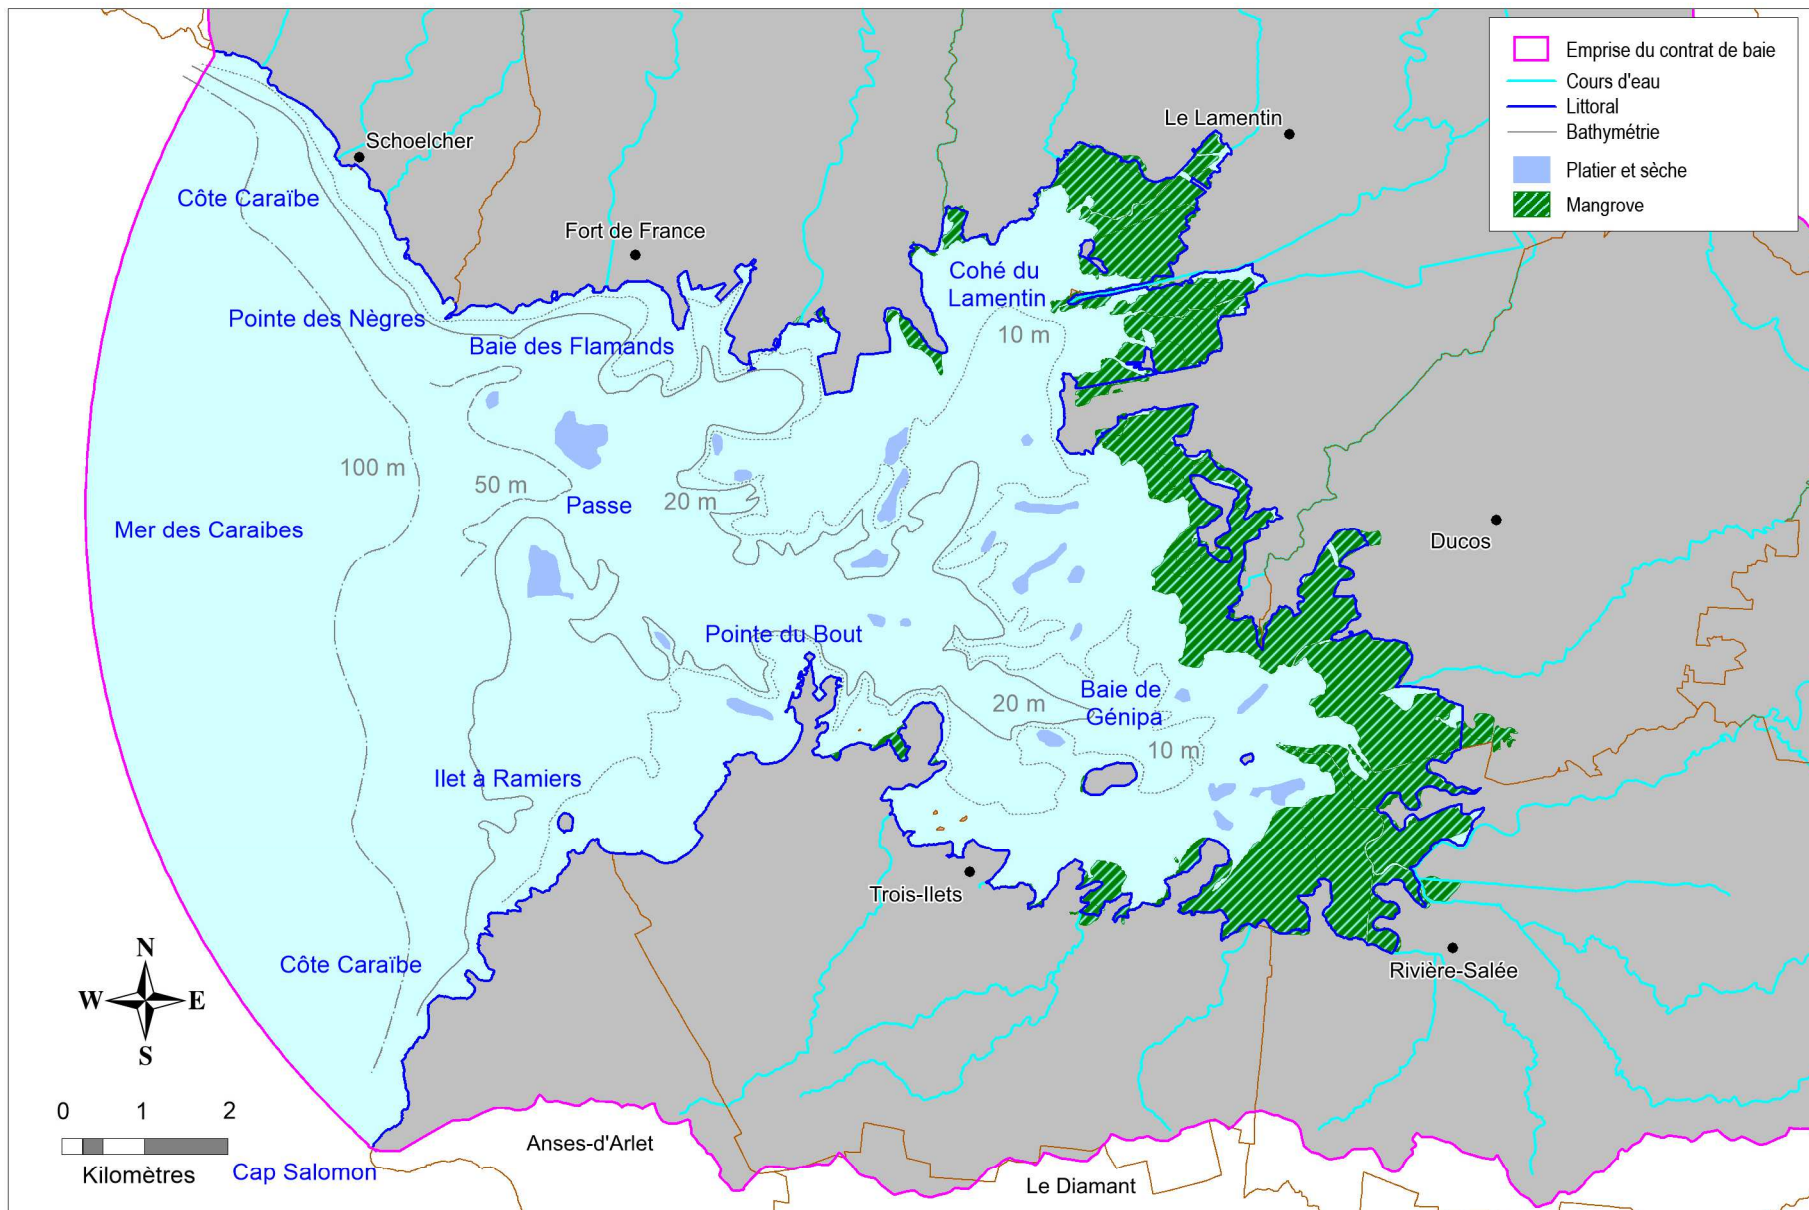 Emprise du contrat de baie
Cours d'eau
Littoral
Bathymétrie
Platier et sèche
Mangrove
Le Lamentin
Schoelcher
Côte Caraïbe
Fort de France
Cohé du
Lamentin
Pointe des Nègres
Baie des Flamands
10 m
100 m
50 m
20 m
Passe
Mer des Caraibes
Ducos
Pointe du Bout
Baie de
Génipa
20 m
10 m
Ilet à Ramiers
Trois-Ilets
Rivière-Salée
Côte Caraïbe
N
W
E
S
0 1 2
Kilomètres
Cap Salomon
Anses-d'Arlet
Le Diamant